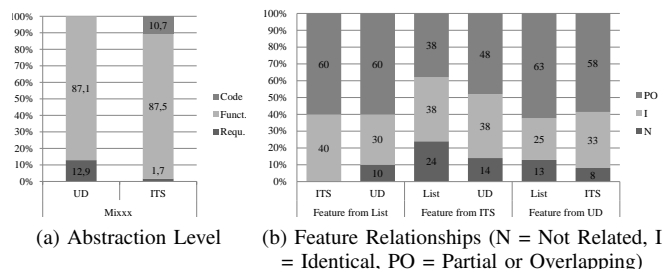 100%
90%
80%
70%
60%
50%
40%
30%
20%
10%
0%
87,1
12,9
10,7
87,5
1,7
UD
ITS
Mixxx
Code
Funct.
Requ.
(a) Abstraction Level
100%
90%
80%
70%
60%
50%
40%
30%
20%
10%
0%
60
40
60
30
10
38
38
24
48
38
14
63
25
13
58
33
8
ITS
UD
List
UD
List
ITS
Feature from List
Feature from ITS
Feature from UD
PO
I
N
(b) Feature Relationships (N = Not Related, I
= Identical, PO = Partial or Overlapping)